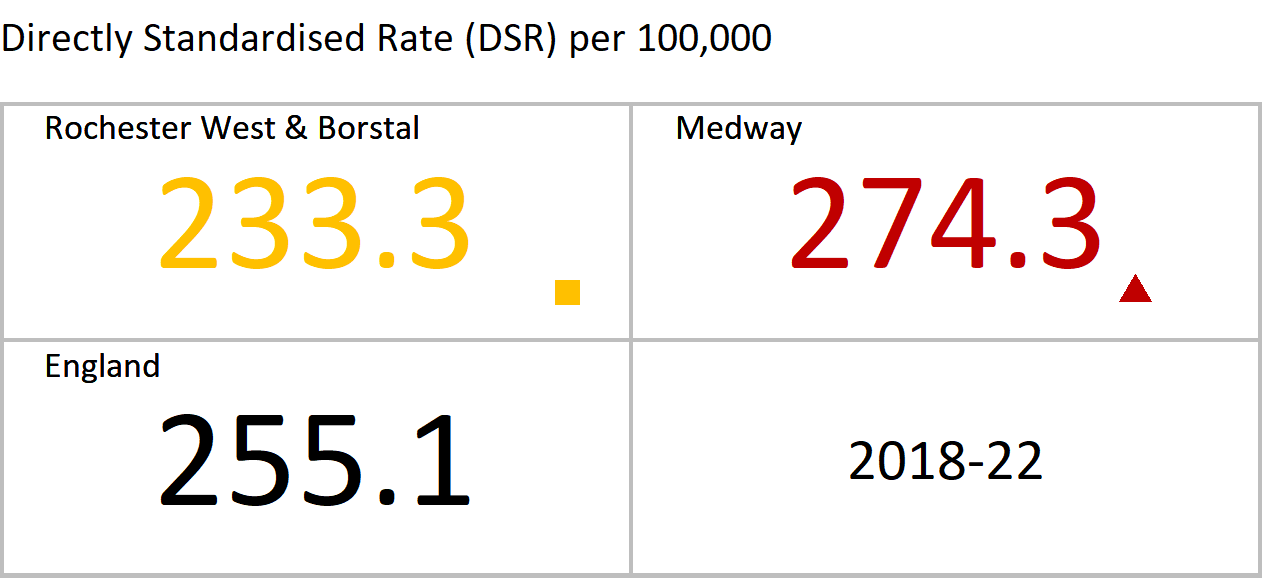 Directly Standardised Rate (DSR) per 100,000
Rochester West & Borstal
233.3
Medway
274.3
England
255.1
2018-22